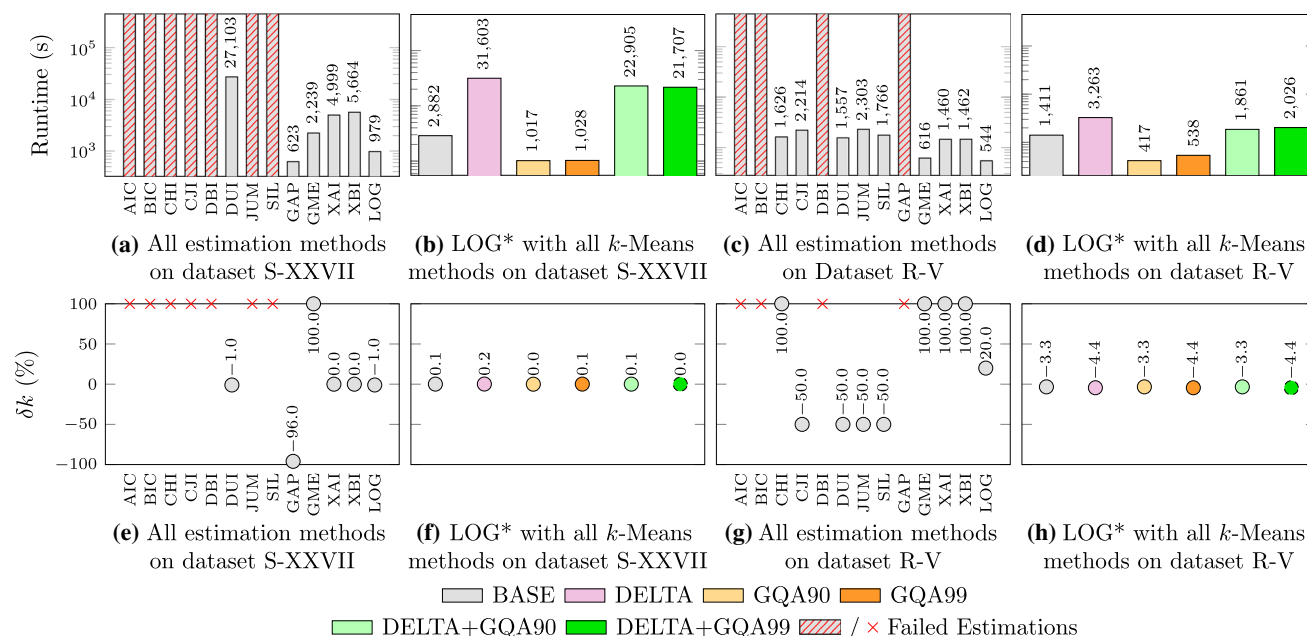 Runtime (s)
10^5
10^4
10^3
27,103
623
2,239
4,999
5,664
979
AIC
BIC
CHI
CJI
DBI
DUI
JUM
SIL
GAP
GME
XAI
XBI
LOG
(a) All estimation methods
on dataset S-XXVII
2,882
31,603
1,017
1,028
22,905
21,707
(b) LOG* with all k-Means
methods on dataset S-XXVII
1,626
2,214
1,557
2,303
1,766
616
1,460
1,462
544
AIC
BIC
CHI
CJI
DBI
DUI
JUM
SIL
GAP
GME
XAI
XBI
LOG
(c) All estimation methods
on Dataset R-V
1,411
3,263
417
538
1,861
2,026
(d) LOG* with all k-Means
methods on dataset R-V
δk (%)
100
50
0
−50
−100
−1.0
−96.0
100.0
0.0
0.0
−1.0
AIC
BIC
CHI
CJI
DBI
DUI
JUM
SIL
GAP
GME
XAI
XBI
LOG
(e) All estimation methods
on dataset S-XXVII
0.1
0.2
0.0
0.1
0.1
0.0
(f) LOG* with all k-Means
methods on dataset S-XXVII
100.0
−50.0
−50.0
−50.0
−50.0
100.0
100.0
100.0
20.0
AIC
BIC
CHI
CJI
DBI
DUI
JUM
SIL
GAP
GME
XAI
XBI
LOG
(g) All estimation methods
on dataset R-V
−3.3
−4.4
−3.3
−4.4
−3.3
−4.4
(h) LOG* with all k-Means
methods on dataset R-V
BASE DELTA GQA90 GQA99
DELTA+GQA90 DELTA+GQA99 / × Failed Estimations